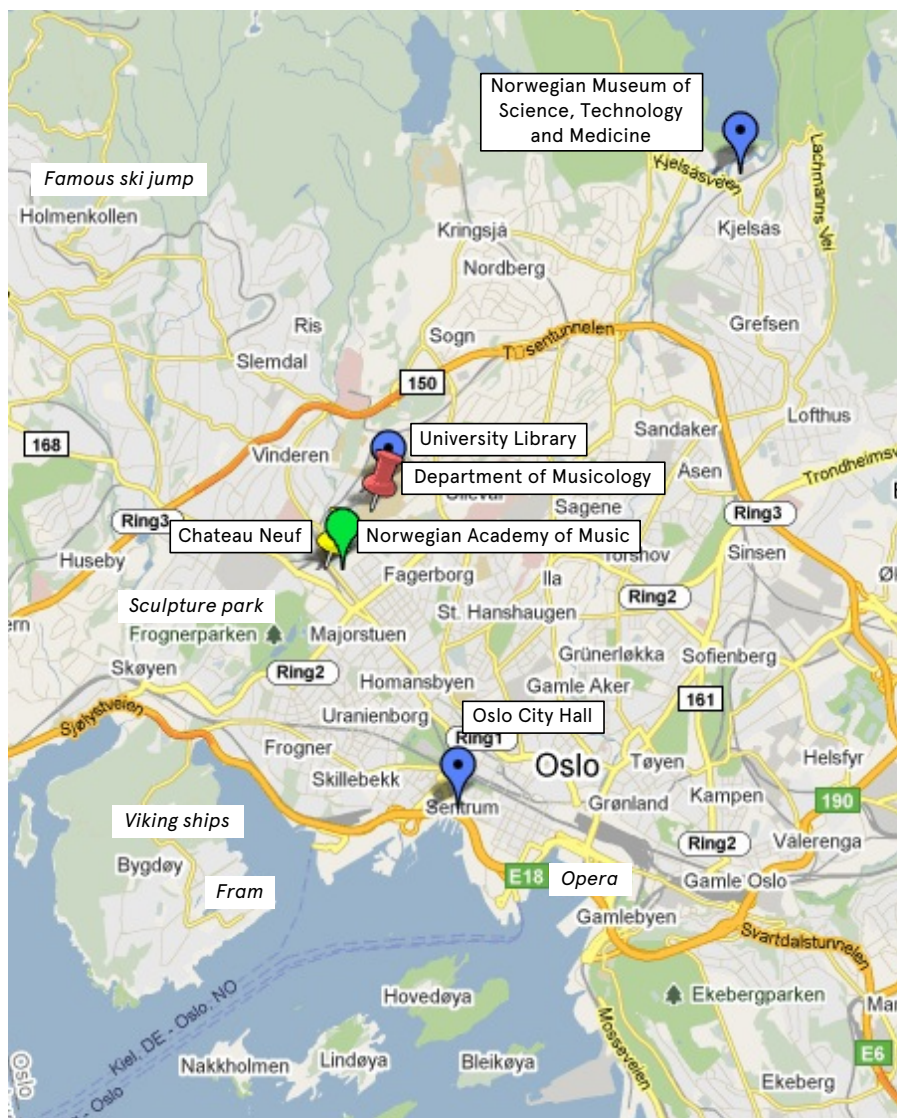 Norwegian Museum of
Science, Technology
and Medicine
Kjelsåsveien
Lachmanns Vei
Famous ski jump
Holmenkollen
Kringsjå
Kjelsås
Nordberg
Ris
Sogn
Grefsen
Slemdal
150
Lofthus
168
Vinderen
University Library
Sandaker
Department of Musicology
Åsen
Ullevål
Sagene
Ring3
Ring3
Chateau Neuf
Norwegian Academy of Music
Torshov
Sinsen
Huseby
Fagerborg
Ila
Ring2
Sculpture park
St. Hanshaugen
Frognerparken
Majorstuen
Grünerløkka
Sofienberg
Skøyen
Ring2
Homansbyen
Gamle Aker
161
Sjølystveien
Uranienborg
Oslo City Hall
Ring1
Frogner
Oslo
Tøyen
Helsfyr
Skillebekk
Sentrum
Grønland
Kampen
190
Viking ships
Ring2
Vålerenga
Bygdøy
Fram
E18
Opera
Gamle Oslo
Gamlebyen
Svartdalstunnelen
Hovedøya
Ekebergparken
Kiel, DE - Oslo, NO
Mosseveien
Nakkholmen
Lindøya
Bleikøya
E6
Oslo
- Oslo
Ekeberg